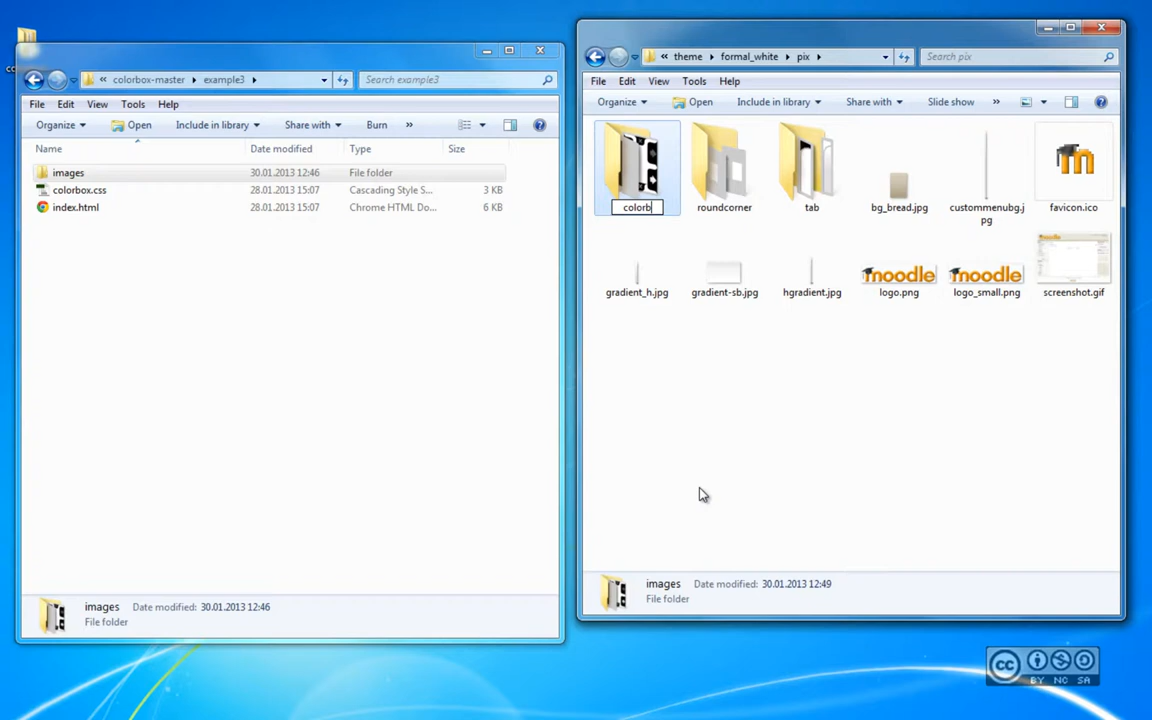 co
« colorbox-master ▸ example3 ▸
Search example3
File Edit View Tools Help
Organize Open Include in library Share with Burn »
Name Date modified Type Size
images 30.01.2013 12:46 File folder
colorbox.css 28.01.2013 15:07 Cascading Style S... 3 KB
index.html 28.01.2013 15:07 Chrome HTML Do... 6 KB
images Date modified: 30.01.2013 12:46
File folder
« theme ▸ formal_white ▸ pix ▸
Search pix
File Edit View Tools Help
Organize Open Include in library Share with Slide show »
colorb
roundcorner
tab
bg_bread.jpg
custommenubg.j
pg
favicon.ico
moodle
moodle
gradient_h.jpg
gradient-sb.jpg
hgradient.jpg
logo.png
logo_small.png
screenshot.gif
images Date modified: 30.01.2013 12:49
File folder
cc
BY NC SA